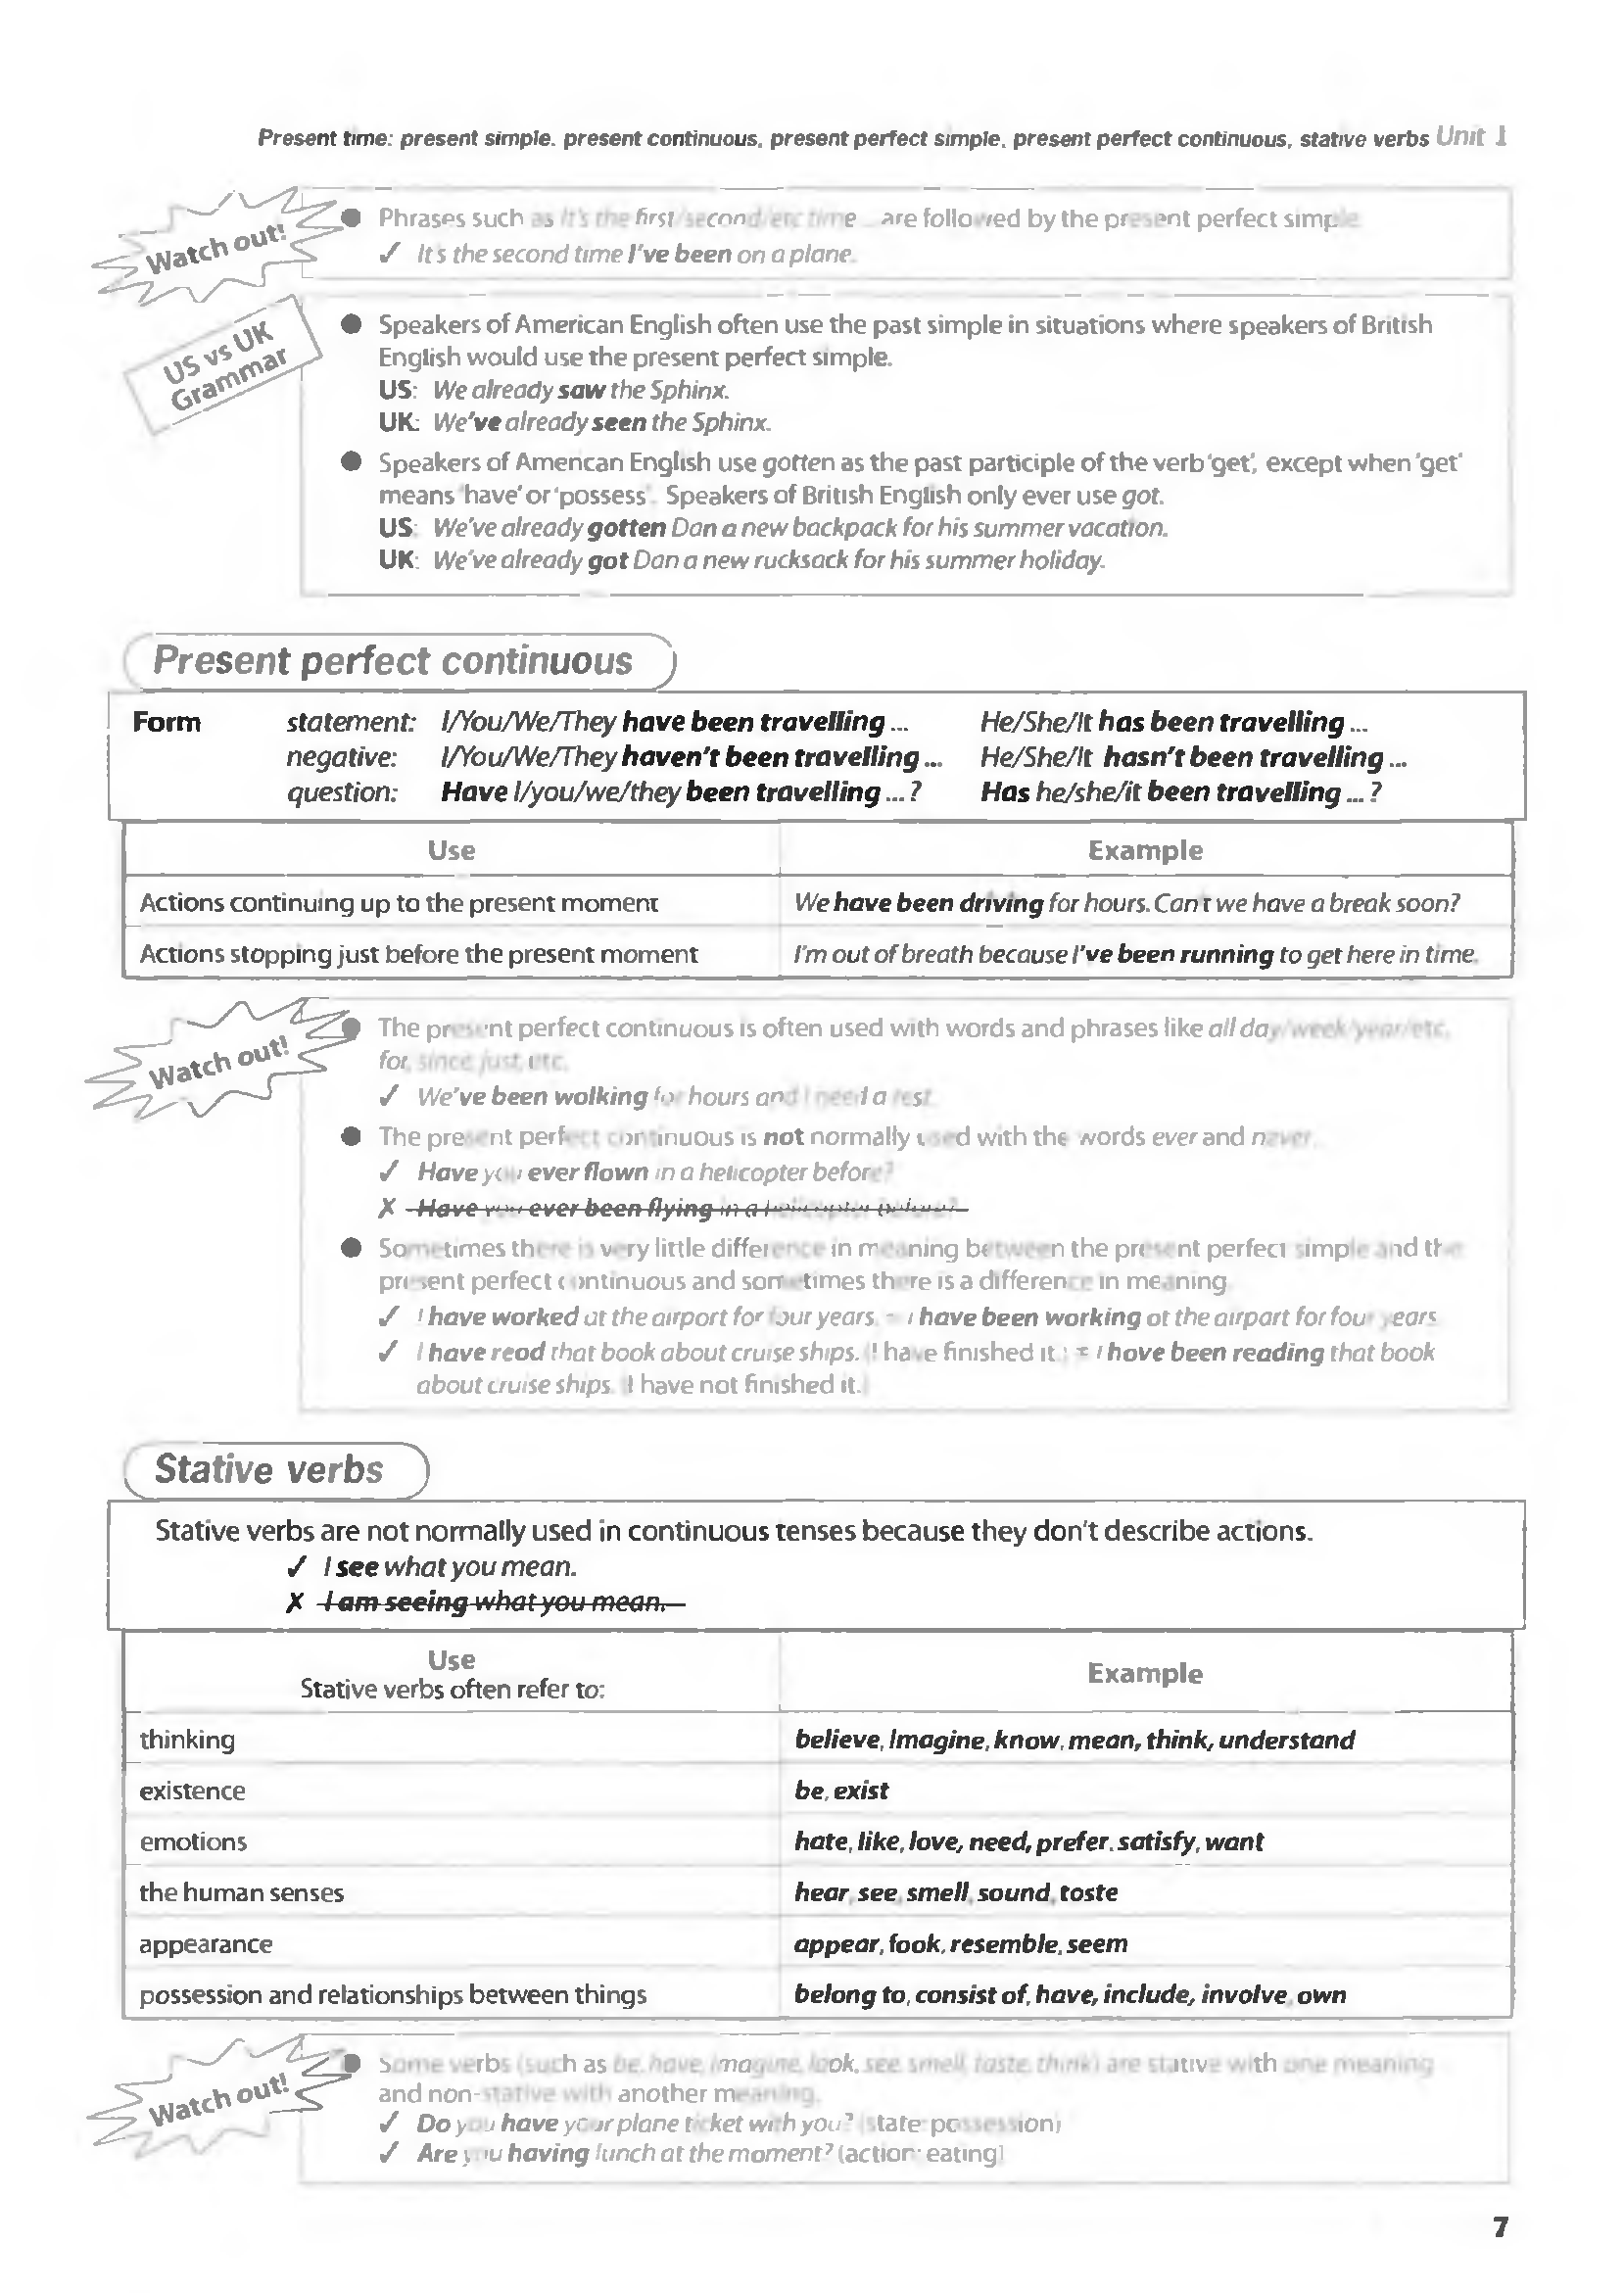 Present time: present simple, present continuous, present perfect simple, present perfect continuous, stative verbs Unit 1
Watch out!
● Phrases such as It's the first/second/etc time ... are followed by the present perfect simple
✓ It's the second time I've been on a plane.
US vs UK
Grammar
● Speakers of American English often use the past simple in situations where speakers of British
English would use the present perfect simple.
US: We already saw the Sphinx.
UK: We've already seen the Sphinx.
● Speakers of American English use gotten as the past participle of the verb 'get', except when 'get'
means 'have' or 'possess'. Speakers of British English only ever use got.
US: We've already gotten Dan a new backpack for his summer vacation.
UK: We've already got Dan a new rucksack for his summer holiday.
Present perfect continuous
Form statement: I/You/We/They have been travelling ... He/She/It has been travelling ...
negative: I/You/We/They haven't been travelling ... He/She/It hasn't been travelling ...
question: Have I/you/we/they been travelling ... ? Has he/she/it been travelling ... ?
Use Example
Actions continuing up to the present moment We have been driving for hours. Can't we have a break soon?
Actions stopping just before the present moment I'm out of breath because I've been running to get here in time.
Watch out!
● The present perfect continuous is often used with words and phrases like all day/week/year/etc,
for, since, just, etc.
✓ We've been walking for hours and I need a rest.
● The present perfect continuous is not normally used with the words ever and never.
✓ Have you ever flown in a helicopter before?
✗ Have you ever been flying in a helicopter before?
● Sometimes there is very little difference in meaning between the present perfect simple and the
present perfect continuous and sometimes there is a difference in meaning.
✓ I have worked at the airport for four years. = I have been working at the airport for four years.
✓ I have read that book about cruise ships. (I have finished it.) ≠ I have been reading that book
about cruise ships. (I have not finished it.)
Stative verbs
Stative verbs are not normally used in continuous tenses because they don't describe actions.
✓ I see what you mean.
✗ I am seeing what you mean.
Use Example
Stative verbs often refer to:
thinking believe, imagine, know, mean, think, understand
existence be, exist
emotions hate, like, love, need, prefer, satisfy, want
the human senses hear, see, smell, sound, taste
appearance appear, look, resemble, seem
possession and relationships between things belong to, consist of, have, include, involve, own
Watch out!
● Some verbs (such as be, have, imagine, look, see, smell, taste, think) are stative with one meaning
and non-stative with another meaning.
✓ Do you have your plane ticket with you? (state: possession)
✓ Are you having lunch at the moment? (action: eating)
7